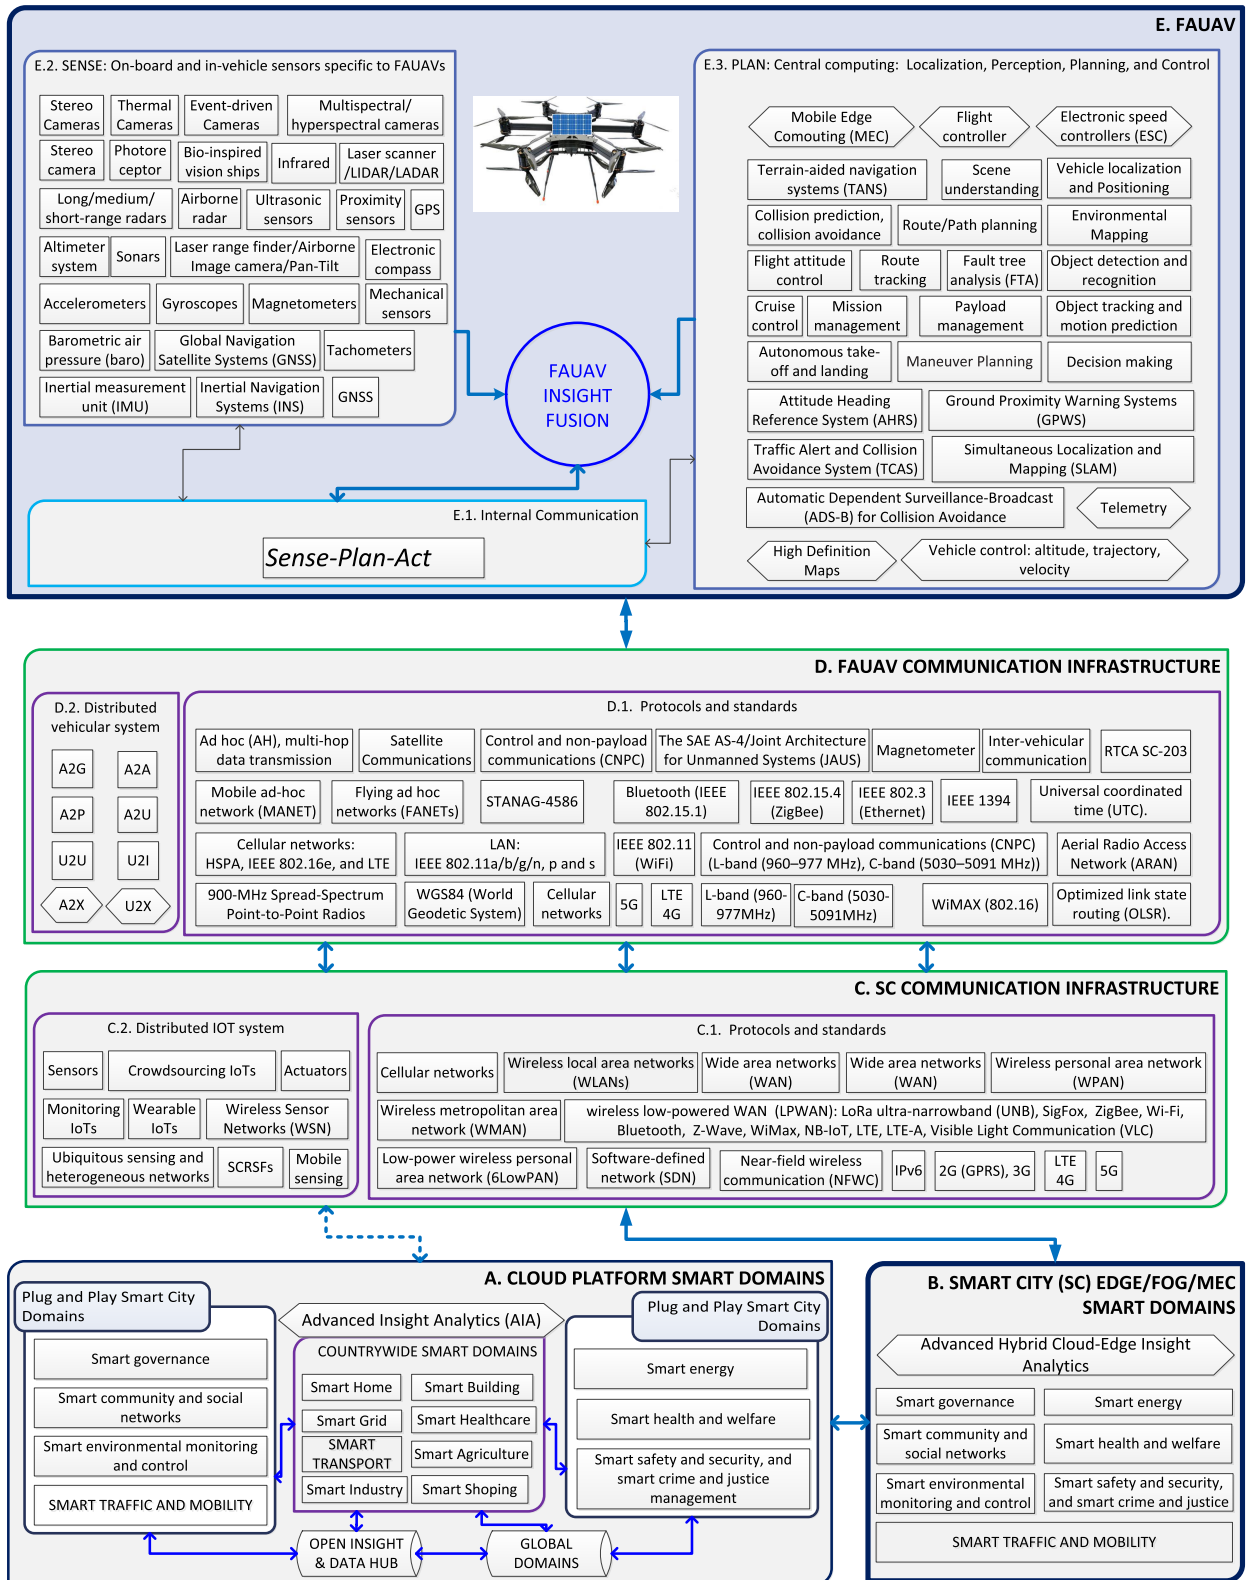 E. FAUAV
E.2. SENSE: On-board and in-vehicle sensors specific to FAUAVs
Stereo
Cameras
Thermal
Cameras
Event-driven
Cameras
Multispectral/
hyperspectral cameras
Stereo
camera
Photore
ceptor
Bio-inspired
vision ships
Infrared
Laser scanner
/LIDAR/LADAR
Long/medium/
short-range radars
Airborne
radar
Ultrasonic
sensors
Proximity
sensors
GPS
Altimeter
system
Sonars
Laser range finder/Airborne
Image camera/Pan-Tilt
Electronic
compass
Accelerometers
Gyroscopes
Magnetometers
Mechanical
sensors
Barometric air
pressure (baro)
Global Navigation
Satellite Systems (GNSS)
Tachometers
Inertial measurement
unit (IMU)
Inertial Navigation
Systems (INS)
GNSS
FAUAV
INSIGHT
FUSION
E.3. PLAN: Central computing: Localization, Perception, Planning, and Control
Mobile Edge
Comouting (MEC)
Flight
controller
Electronic speed
controllers (ESC)
Terrain-aided navigation
systems (TANS)
Scene
understanding
Vehicle localization
and Positioning
Collision prediction,
collision avoidance
Route/Path planning
Environmental
Mapping
Flight attitude
control
Route
tracking
Fault tree
analysis (FTA)
Object detection and
recognition
Cruise
control
Mission
management
Payload
management
Object tracking and
motion prediction
Autonomous take-
off and landing
Maneuver Planning
Decision making
Attitude Heading
Reference System (AHRS)
Ground Proximity Warning Systems
(GPWS)
Traffic Alert and Collision
Avoidance System (TCAS)
Simultaneous Localization and
Mapping (SLAM)
Automatic Dependent Surveillance-Broadcast
(ADS-B) for Collision Avoidance
Telemetry
High Definition
Maps
Vehicle control: altitude, trajectory,
velocity
E.1. Internal Communication
Sense-Plan-Act
D. FAUAV COMMUNICATION INFRASTRUCTURE
D.2. Distributed
vehicular system
A2G
A2A
A2P
A2U
U2U
U2I
A2X
U2X
D.1. Protocols and standards
Ad hoc (AH), multi-hop
data transmission
Satellite
Communications
Control and non-payload
communications (CNPC)
The SAE AS-4/Joint Architecture
for Unmanned Systems (JAUS)
Magnetometer
Inter-vehicular
communication
RTCA SC-203
Mobile ad-hoc
network (MANET)
Flying ad hoc
networks (FANETs)
STANAG-4586
Bluetooth (IEEE
802.15.1)
IEEE 802.15.4
(ZigBee)
IEEE 802.3
(Ethernet)
IEEE 1394
Universal coordinated
time (UTC).
Cellular networks:
HSPA, IEEE 802.16e, and LTE
LAN:
IEEE 802.11a/b/g/n, p and s
IEEE 802.11
(WiFi)
Control and non-payload communications (CNPC)
(L-band (960–977 MHz), C-band (5030–5091 MHz))
Aerial Radio Access
Network (ARAN)
900-MHz Spread-Spectrum
Point-to-Point Radios
WGS84 (World
Geodetic System)
Cellular
networks
5G
LTE
4G
L-band (960-
977MHz)
C-band (5030-
5091MHz)
WiMAX (802.16)
Optimized link state
routing (OLSR).
C. SC COMMUNICATION INFRASTRUCTURE
C.2. Distributed IOT system
Sensors
Crowdsourcing IoTs
Actuators
Monitoring
IoTs
Wearable
IoTs
Wireless Sensor
Networks (WSN)
Ubiquitous sensing and
heterogeneous networks
SCRSFs
Mobile
sensing
C.1. Protocols and standards
Cellular networks
Wireless local area networks
(WLANs)
Wide area networks
(WAN)
Wide area networks
(WAN)
Wireless personal area network
(WPAN)
Wireless metropolitan area
network (WMAN)
wireless low-powered WAN (LPWAN): LoRa ultra-narrowband (UNB), SigFox, ZigBee, Wi-Fi,
Bluetooth, Z-Wave, WiMax, NB-IoT, LTE, LTE-A, Visible Light Communication (VLC)
Low-power wireless personal
area network (6LowPAN)
Software-defined
network (SDN)
Near-field wireless
communication (NFWC)
IPv6
2G (GPRS), 3G
LTE
4G
5G
A. CLOUD PLATFORM SMART DOMAINS
Plug and Play Smart City
Domains
Smart governance
Smart community and social
networks
Smart environmental monitoring
and control
SMART TRAFFIC AND MOBILITY
Advanced Insight Analytics (AIA)
COUNTRYWIDE SMART DOMAINS
Smart Home
Smart Building
Smart Grid
Smart Healthcare
SMART
TRANSPORT
Smart Agriculture
Smart Industry
Smart Shoping
Plug and Play Smart City
Domains
Smart energy
Smart health and welfare
Smart safety and security, and
smart crime and justice
management
OPEN INSIGHT
& DATA HUB
GLOBAL
DOMAINS
B. SMART CITY (SC) EDGE/FOG/MEC
SMART DOMAINS
Advanced Hybrid Cloud-Edge Insight
Analytics
Smart governance
Smart energy
Smart community and
social networks
Smart health and welfare
Smart environmental
monitoring and control
Smart safety and security,
and smart crime and justice
SMART TRAFFIC AND MOBILITY